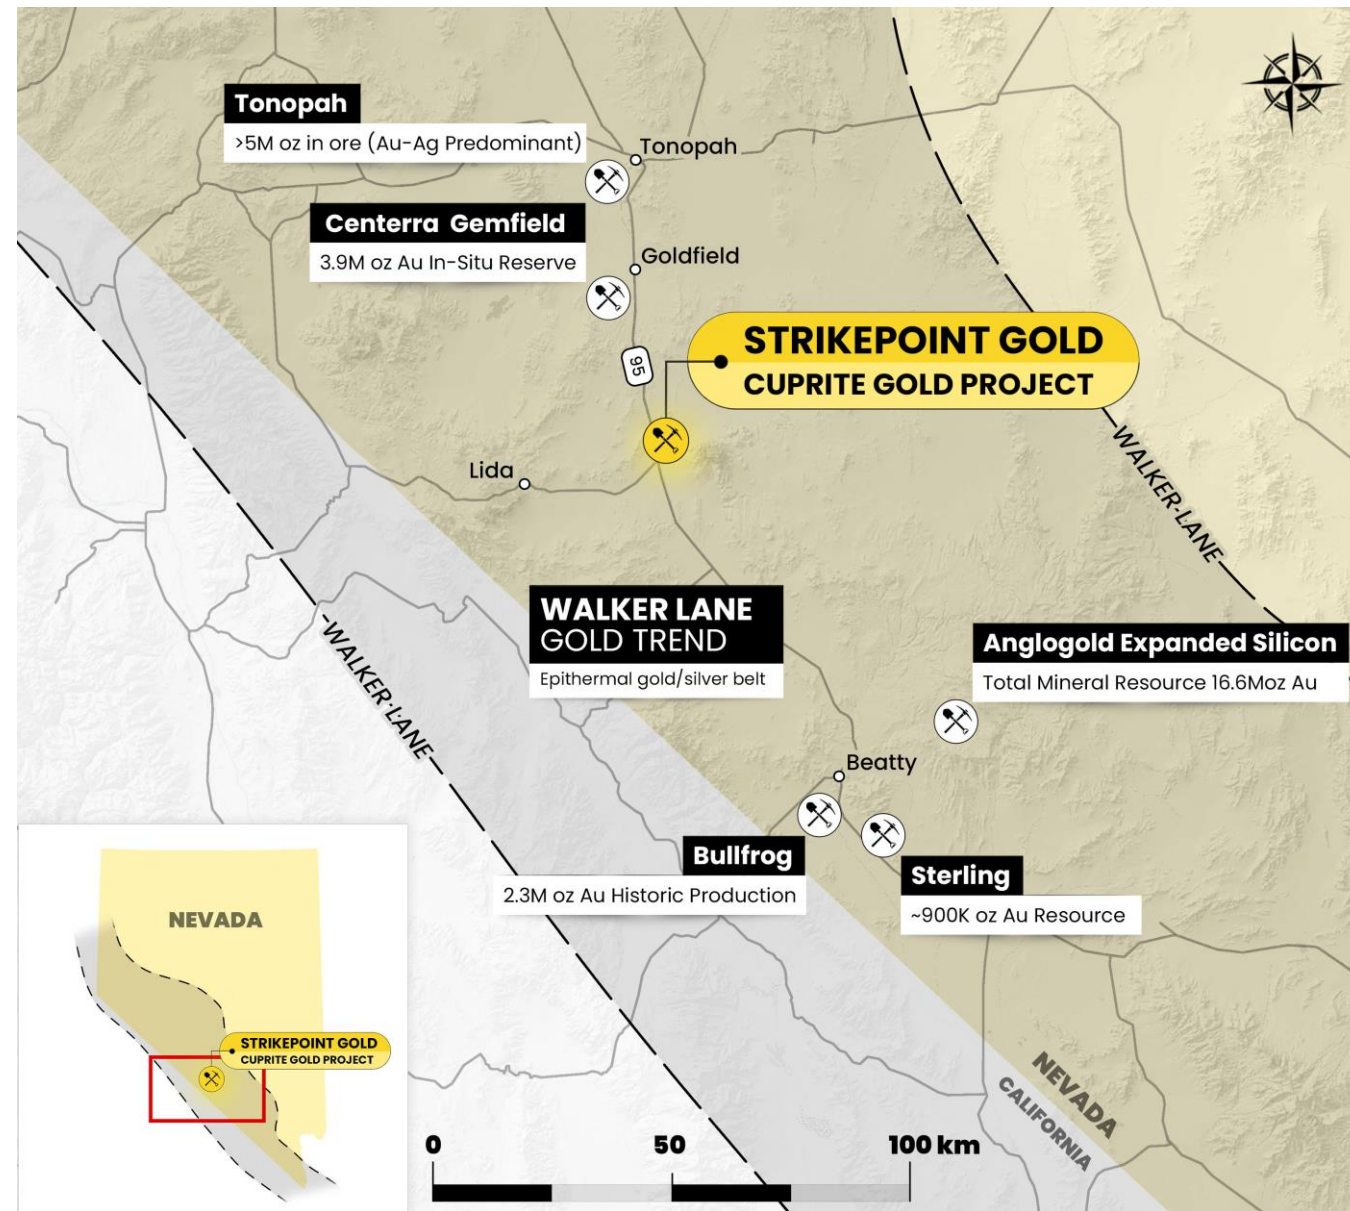 Tonopah
>5M oz in ore (Au-Ag Predominant)
Tonopah
Centerra Gemfield
3.9M oz Au In-Situ Reserve
Goldfield
95
STRIKEPOINT GOLD
CUPRITE GOLD PROJECT
Lida
WALKER LANE
WALKER LANE
GOLD TREND
Epithermal gold/silver belt
WALKER LANE
Anglogold Expanded Silicon
Total Mineral Resource 16.6Moz Au
Beatty
Bullfrog
2.3M oz Au Historic Production
Sterling
~900K oz Au Resource
NEVADA
STRIKEPOINT GOLD
CUPRITE GOLD PROJECT
NEVADA
CALIFORNIA
0 50 100 km